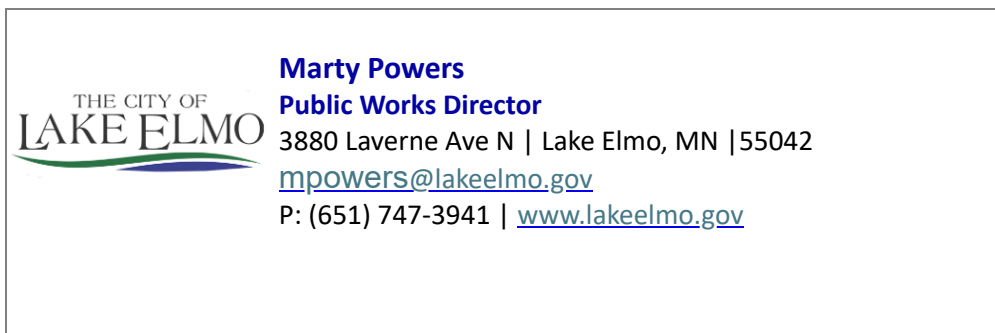 THE CITY OF
LAKE ELMO
Marty Powers
Public Works Director
3880 Laverne Ave N | Lake Elmo, MN |55042
mpowers@lakeelmo.gov
P: (651) 747-3941 | www.lakeelmo.gov